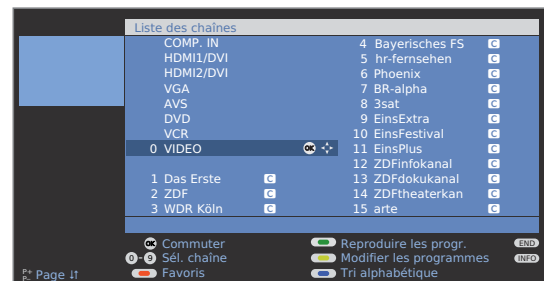 Liste des chaînes
COMP. IN
HDMI1/DVI
HDMI2/DVI
VGA
AVS
DVD
VCR
0 VIDEO OK
1 Das Erste C
2 ZDF C
3 WDR Köln C
4 Bayerisches FS C
5 hr-fernsehen C
6 Phoenix C
7 BR-alpha C
8 3sat C
9 EinsExtra C
10 EinsFestival C
11 EinsPlus C
12 ZDFinfokanal C
13 ZDFdokukanal C
14 ZDFtheaterkan C
15 arte C
OK Commuter
0-9 Sél. chaîne
Favoris
Reproduire les progr. END
Modifier les programmes INFO
Tri alphabétique
P+ P- Page